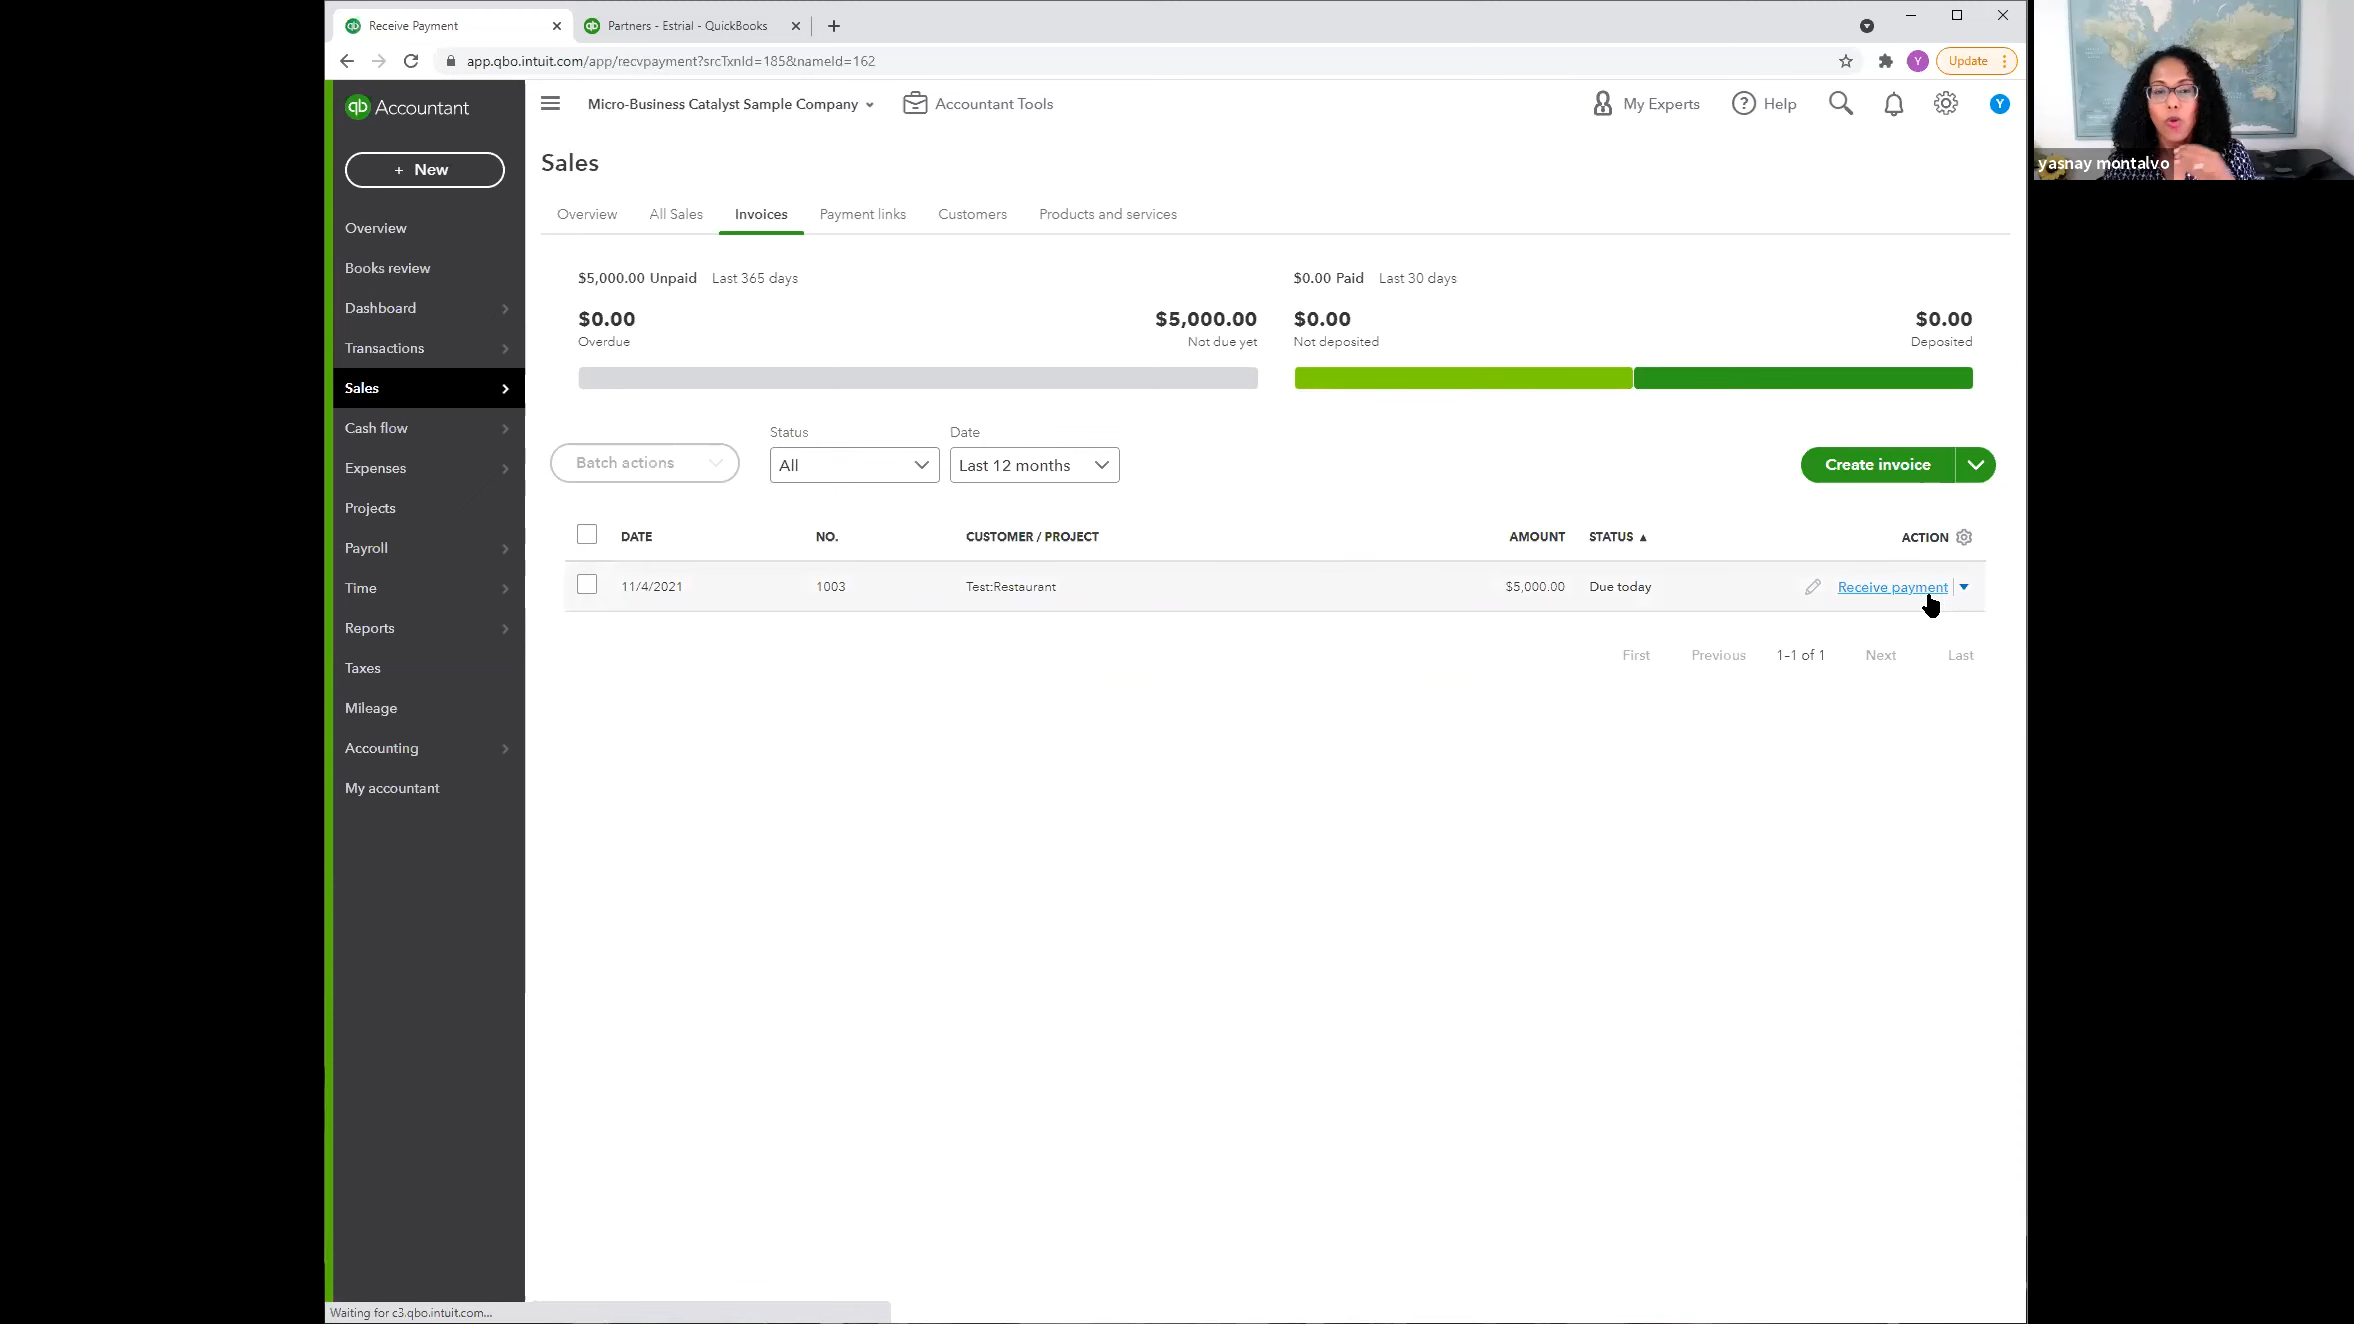 Receive Payment
Partners - Estrial - QuickBooks
app.qbo.intuit.com/app/recvpayment?srcTxnId=185&nameId=162
Y
Update
qb Accountant
Micro-Business Catalyst Sample Company
Accountant Tools
My Experts
Help
Y
+ New
Overview
Books review
Dashboard
Transactions
Sales
Cash flow
Expenses
Projects
Payroll
Time
Reports
Taxes
Mileage
Accounting
My accountant
Sales
Overview All Sales Invoices Payment links Customers Products and services
$5,000.00 Unpaid Last 365 days
$0.00 Paid Last 30 days
$0.00 $5,000.00
Overdue Not due yet
$0.00 $0.00
Not deposited Deposited
Status Date
Batch actions All Last 12 months Create invoice
DATE NO. CUSTOMER / PROJECT AMOUNT STATUS ▲ ACTION
11/4/2021 1003 Test:Restaurant $5,000.00 Due today Receive payment
First Previous 1-1 of 1 Next Last
Waiting for c3.qbo.intuit.com...
yasnay montalvo